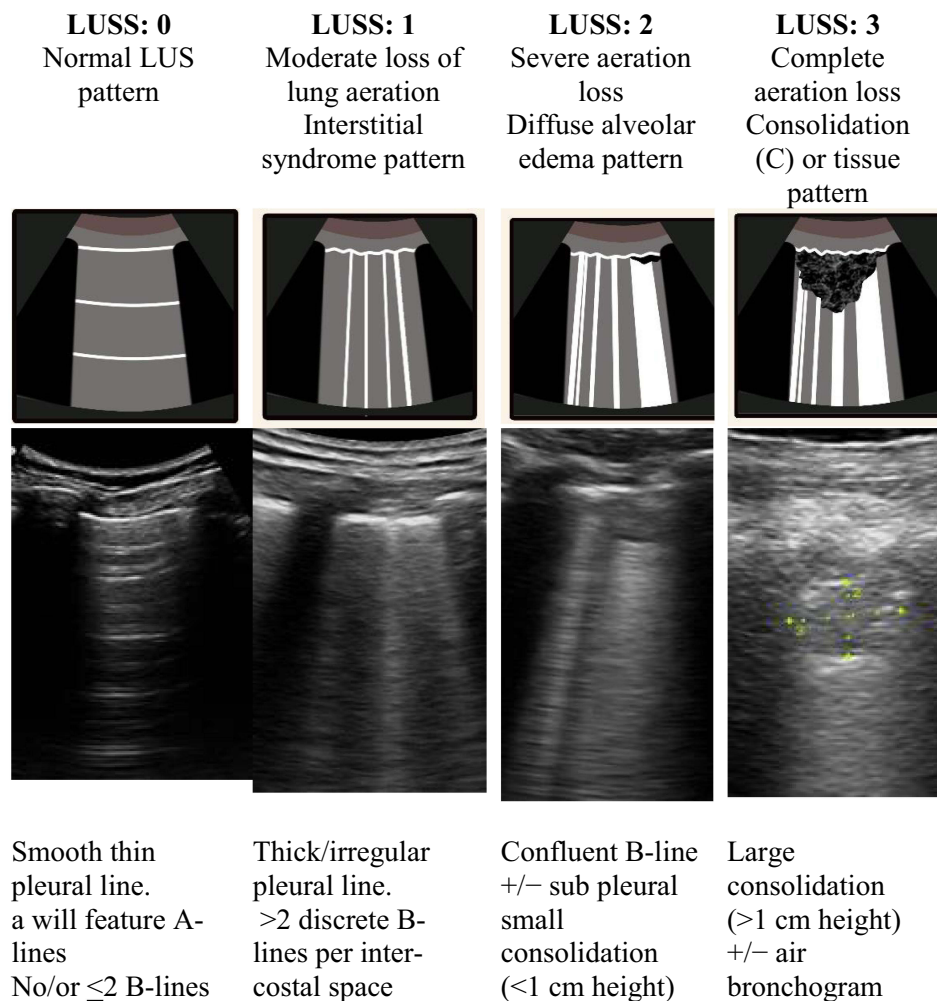 LUSS: 0
Normal LUS
pattern
LUSS: 1
Moderate loss of
lung aeration
Interstitial
syndrome pattern
LUSS: 2
Severe aeration
loss
Diffuse alveolar
edema pattern
LUSS: 3
Complete
aeration loss
Consolidation
(C) or tissue
pattern
2
Smooth thin
pleural line.
a will feature A-
lines
No/or ≤2 B-lines
Thick/irregular
pleural line.
>2 discrete B-
lines per inter-
costal space
Confluent B-line
+/− sub pleural
small
consolidation
(<1 cm height)
Large
consolidation
(>1 cm height)
+/− air
bronchogram